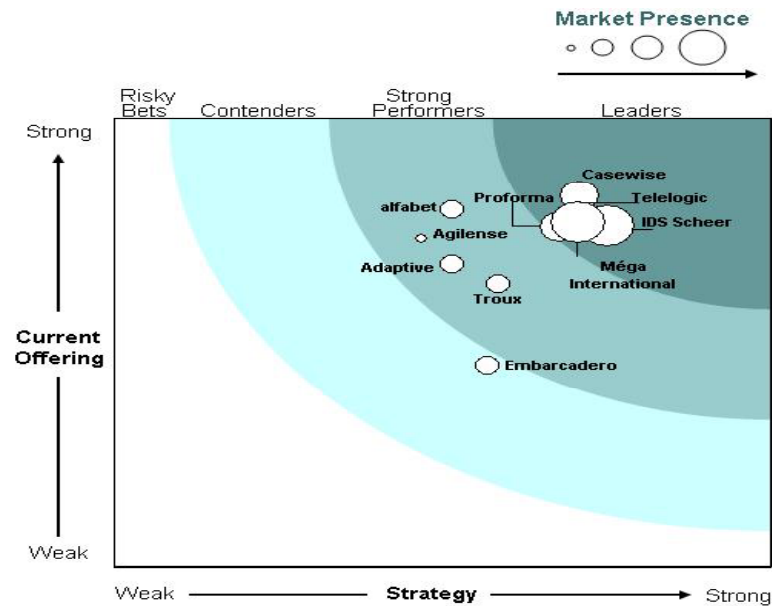 Market Presence
Risky
Bets
Contenders
Strong
Performers
Leaders
Strong
Casewise
Proforma
Telelogic
alfabet
IDS Scheer
Agilense
Adaptive
Méga
International
Troux
Current
Offering
Embarcadero
Weak
Weak
Strategy
Strong